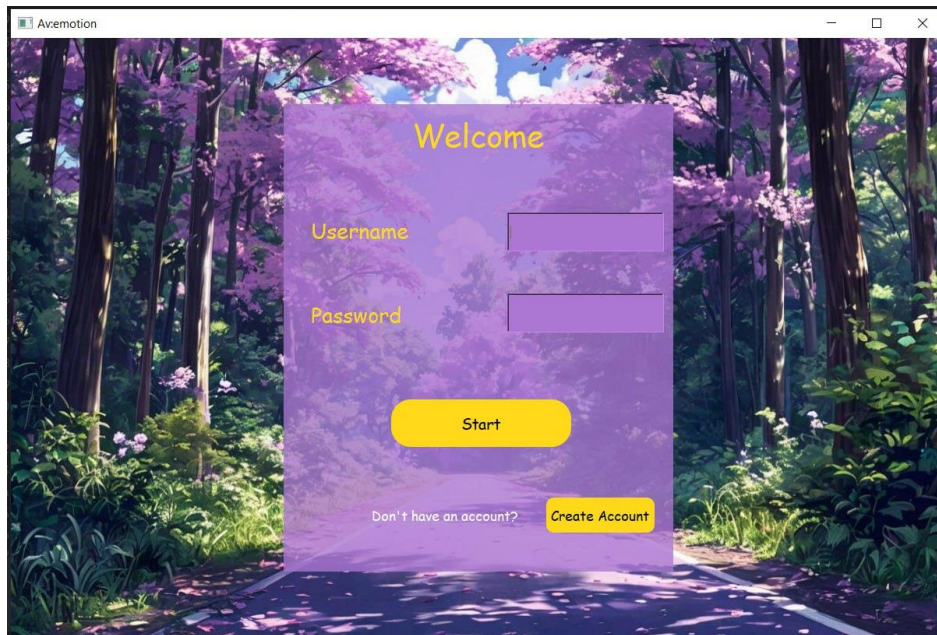 Av:emotion
Welcome
Username
Password
Start
Don't have an account? Create Account